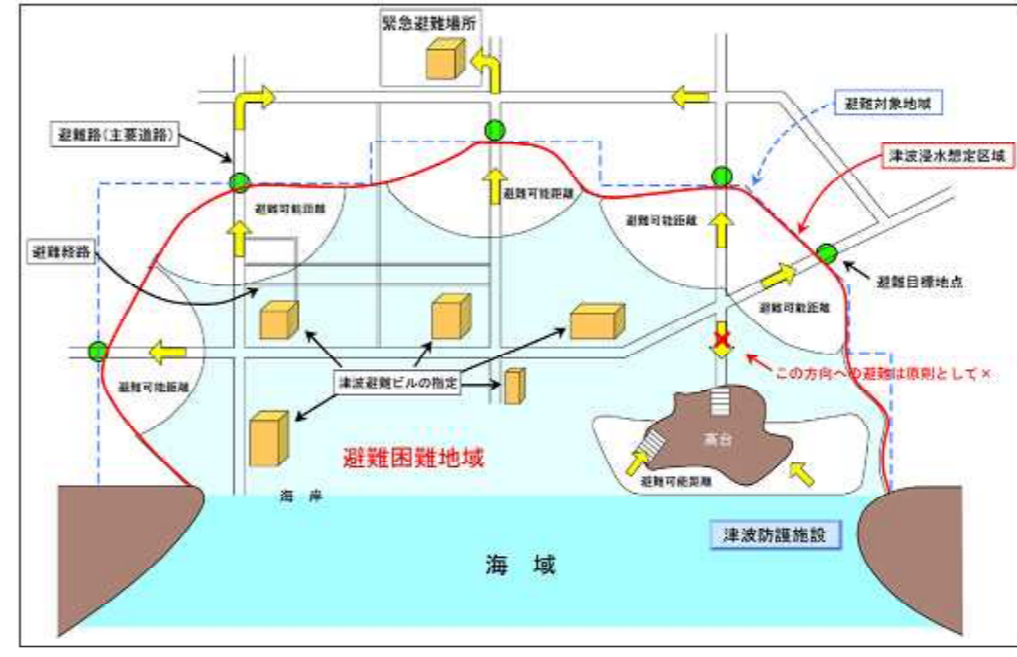 緊急避難場所
避難対象地域
避難路(主要道路)
津波浸水想定区域
避難可能距離
避難可能距離
避難可能距離
避難経路
避難目標地点
避難可能距離
この方向への避難は原則として×
津波避難ビルの指定
避難可能距離
高台
避難困難地域
避難可能距離
海 岸
津波防護施設
海 域